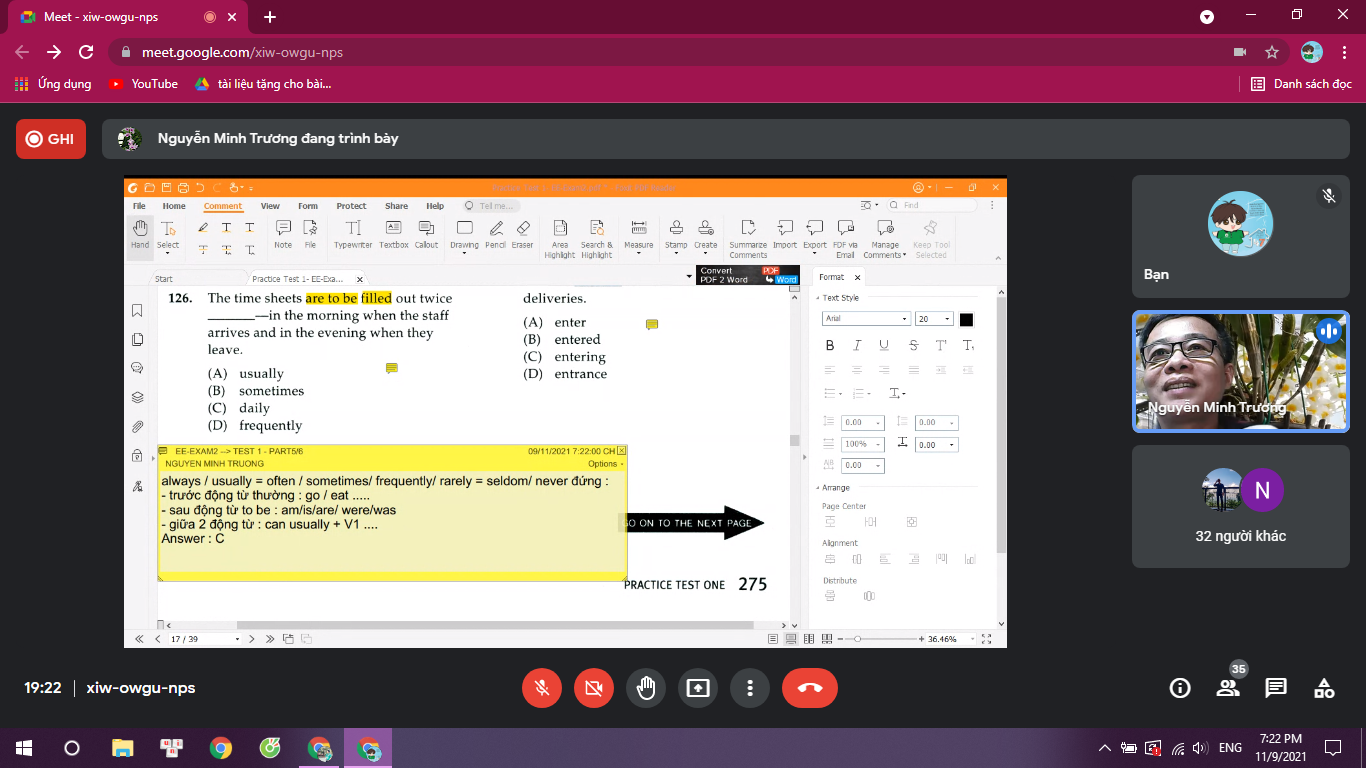 Meet - xiw-owgu-nps
meet.google.com/xiw-owgu-nps
Ứng dụng
YouTube
tài liệu tặng cho bài...
Danh sách đọc
GHI
Nguyễn Minh Trương đang trình bày
File Home Comment View Form Protect Share Help Tell me... Find
Hand Select Note File Typewriter Textbox Callout Drawing Pencil Eraser Area Highlight Search & Highlight Measure Stamp Create Summarize Comments Import Export FDF via Email Manage Comments Keep Tool Selected
Start
Practice Test 1- EE-Exa...
Convert PDF
PDF 2 Word Word
126. The time sheets are to be filled out twice
_______—in the morning when the staff
arrives and in the evening when they
leave.
(A) usually
(B) sometimes
(C) daily
(D) frequently
deliveries.
(A) enter
(B) entered
(C) entering
(D) entrance
EE-EXAM2 --> TEST 1 - PART5/6 09/11/2021 7:22:00 CH
NGUYEN MINH TRUONG Options
always / usually = often / sometimes/ frequently/ rarely = seldom/ never đứng :
- trước động từ thường : go / eat .....
- sau động từ to be : am/is/are/ were/was
- giữa 2 động từ : can usually + V1 ....
Answer : C
GO ON TO THE NEXT PAGE
PRACTICE TEST ONE 275
17 / 39
36.46%
Format
Text Style
Arial 20
0.00 0.00
100% 0.00
0.00
Arrange
Page Center
Alignment
Distribute
Bạn
Nguyễn Minh Trương
N
32 người khác
19:22 xiw-owgu-nps
35
ENG
7:22 PM
11/9/2021